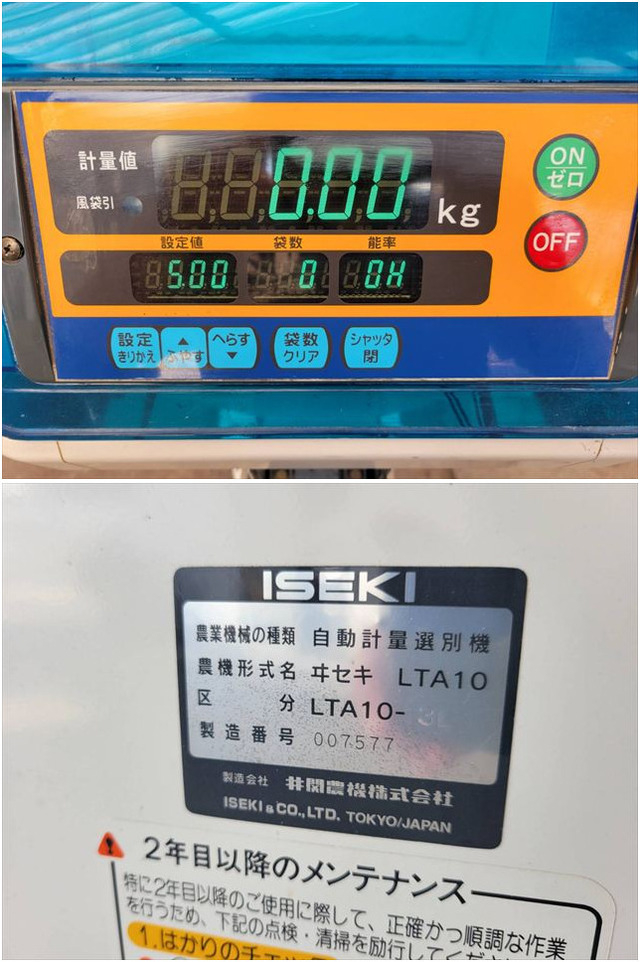 計量値
0.00
kg
風袋引
ON
ゼロ
OFF
設定値 袋数 能率
5.00 0 0H
設定
きりかえ
▲
ふやす
へらす
▼
袋数
クリア
シャッタ
閉
ISEKI
農業機械の種類 自動計量選別機
農機形式名 ヰセキ LTA10
区分 LTA10-
製造番号 007577
製造会社 井関農機株式会社
ISEKI & CO., LTD. TOKYO/JAPAN
2年目以降のメンテナンス
特に2年目以降のご使用に際して、正確かつ順調な作業
を行うため、下記の点検・清掃を励行してくださ
1.はかりのチェッ